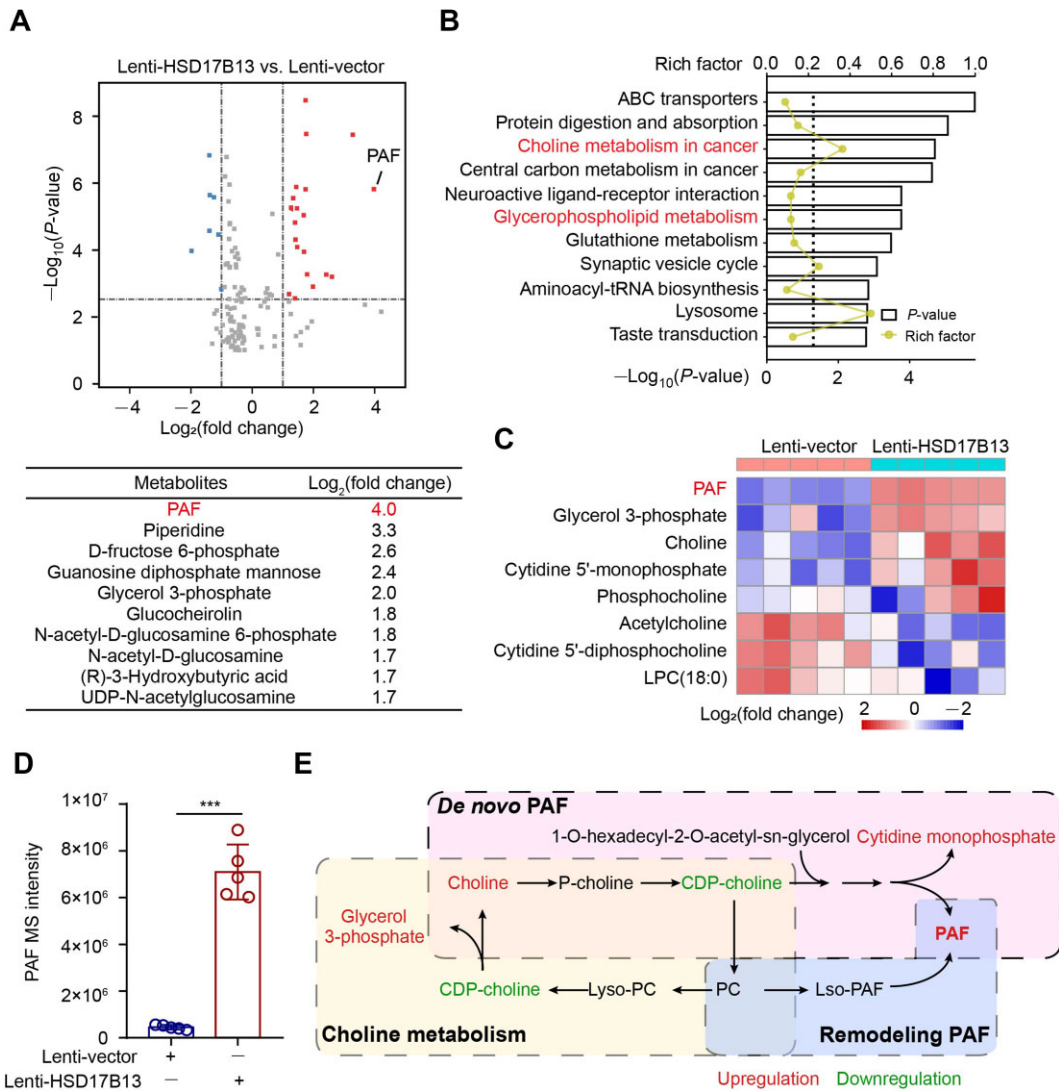 A
Lenti-HSD17B13 vs. Lenti-vector
8
6
4
2
0
—Log₁₀(P-value)
PAF
—4
—2
0
2
4
Log₂(fold change)
Metabolites Log₂(fold change)
PAF 4.0
Piperidine 3.3
D-fructose 6-phosphate 2.6
Guanosine diphosphate mannose 2.4
Glycerol 3-phosphate 2.0
Glucocheirolin 1.8
N-acetyl-D-glucosamine 6-phosphate 1.8
N-acetyl-D-glucosamine 1.7
(R)-3-Hydroxybutyric acid 1.7
UDP-N-acetylglucosamine 1.7
B
Rich factor 0.0 0.2 0.4 0.6 0.8 1.0
ABC transporters
Protein digestion and absorption
Choline metabolism in cancer
Central carbon metabolism in cancer
Neuroactive ligand-receptor interaction
Glycerophospholipid metabolism
Glutathione metabolism
Synaptic vesicle cycle
Aminoacyl-tRNA biosynthesis
Lysosome
Taste transduction
P-value
Rich factor
—Log₁₀(P-value) 0 2 4
C
Lenti-vector Lenti-HSD17B13
PAF
Glycerol 3-phosphate
Choline
Cytidine 5'-monophosphate
Phosphocholine
Acetylcholine
Cytidine 5'-diphosphocholine
LPC(18:0)
Log₂(fold change) 2 0 —2
D
PAF MS intensity
1×10⁷
8×10⁶
6×10⁶
4×10⁶
2×10⁶
0
***
Lenti-vector + —
Lenti-HSD17B13 — +
E
De novo PAF
1-O-hexadecyl-2-O-acetyl-sn-glycerol Cytidine monophosphate
Choline P-choline CDP-choline
Glycerol
3-phosphate
PAF
CDP-choline Lyso-PC PC Lso-PAF
Choline metabolism Remodeling PAF
Upregulation Downregulation